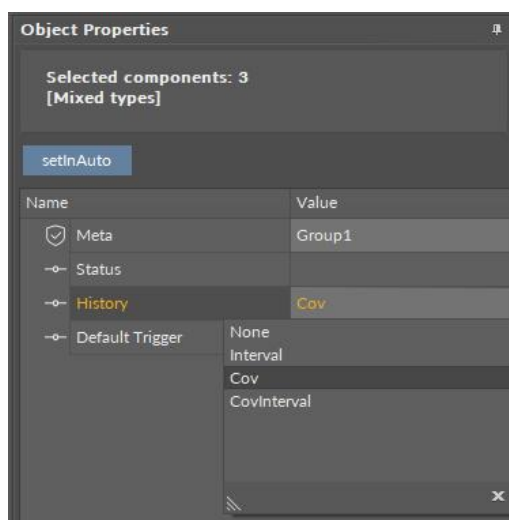 Object Properties
Selected components: 3
[Mixed types]
setInAuto
Name Value
Meta Group1
Status
History Cov
Default Trigger
None
Interval
Cov
CovInterval
x